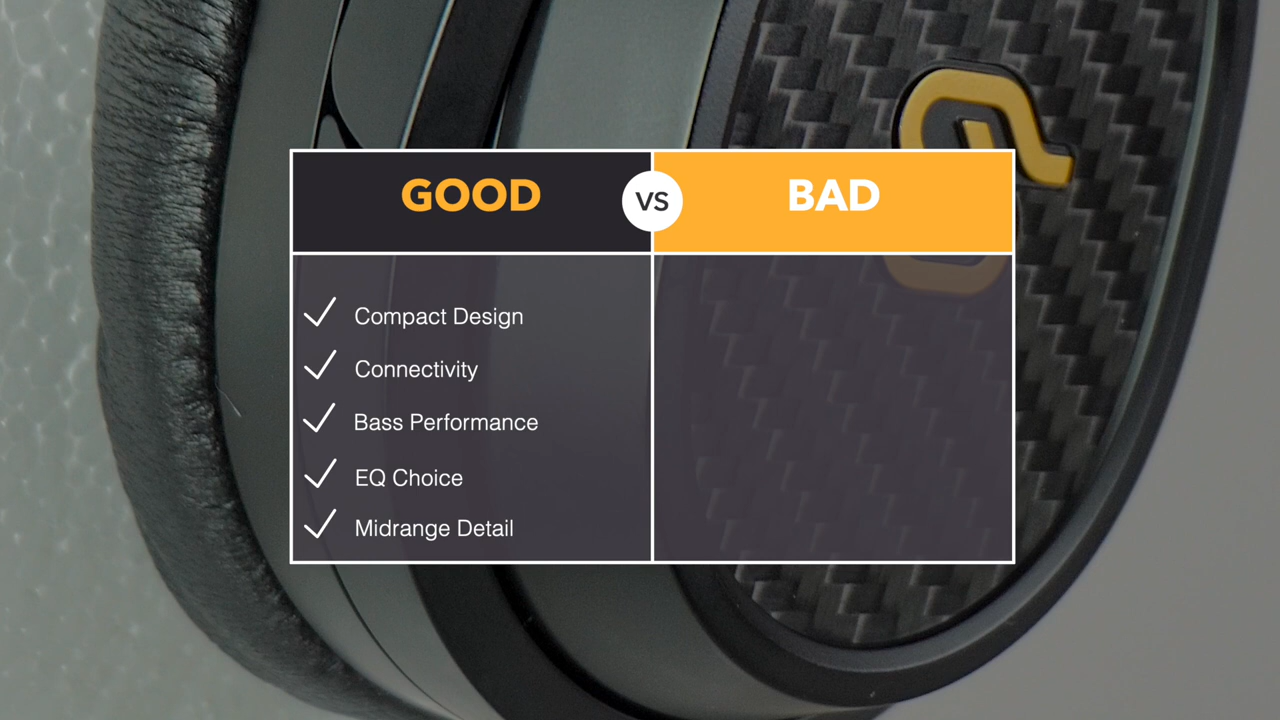 GOOD
VS
BAD
Compact Design
Connectivity
Bass Performance
EQ Choice
Midrange Detail